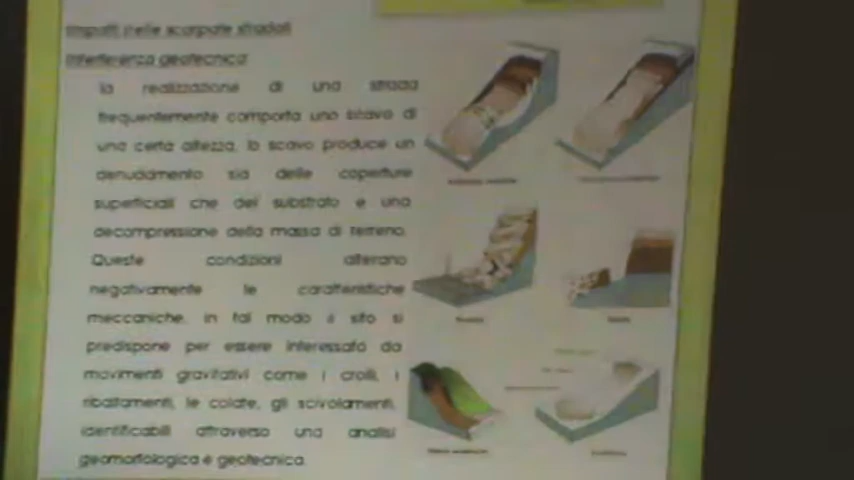 Impatti nelle scarpate stradali
Interferenza geotecnica
la realizzazione di una strada
frequentemente comporta uno scavo di
una certa altezza, lo scavo produce un
denudamento sia delle coperture
superficiali che del substrato e una
decompressione della massa di terreno.
Queste condizioni alterano
negativamente le caratteristiche
meccaniche, in tal modo il sito si
predispone per essere interessato da
movimenti gravitativi come i crolli, i
ribaltamenti, le colate, gli scivolamenti,
identificabili attraverso una analisi
geomorfologica e geotecnica.